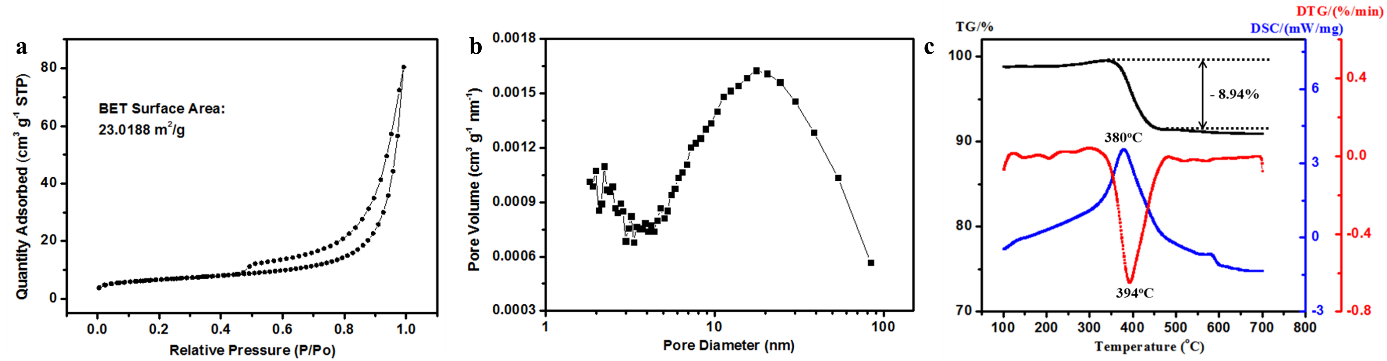 a
Quantity Adsorbed (cm³ g⁻¹ STP)
80
60
40
20
0
BET Surface Area:
23.0188 m²/g
0.0 0.2 0.4 0.6 0.8 1.0
Relative Pressure (P/Po)
b
Pore Volume (cm³ g⁻¹ nm⁻¹)
0.0018
0.0015
0.0012
0.0009
0.0006
0.0003
1 10 100
Pore Diameter (nm)
c
TG/%
DTG/(%/min)
DSC/(mW/mg)
100
90
80
70
- 8.94%
380°C
394°C
6
3
0
-3
0.4
0.0
-0.4
-0.8
100 200 300 400 500 600 700 800
Temperature (°C)